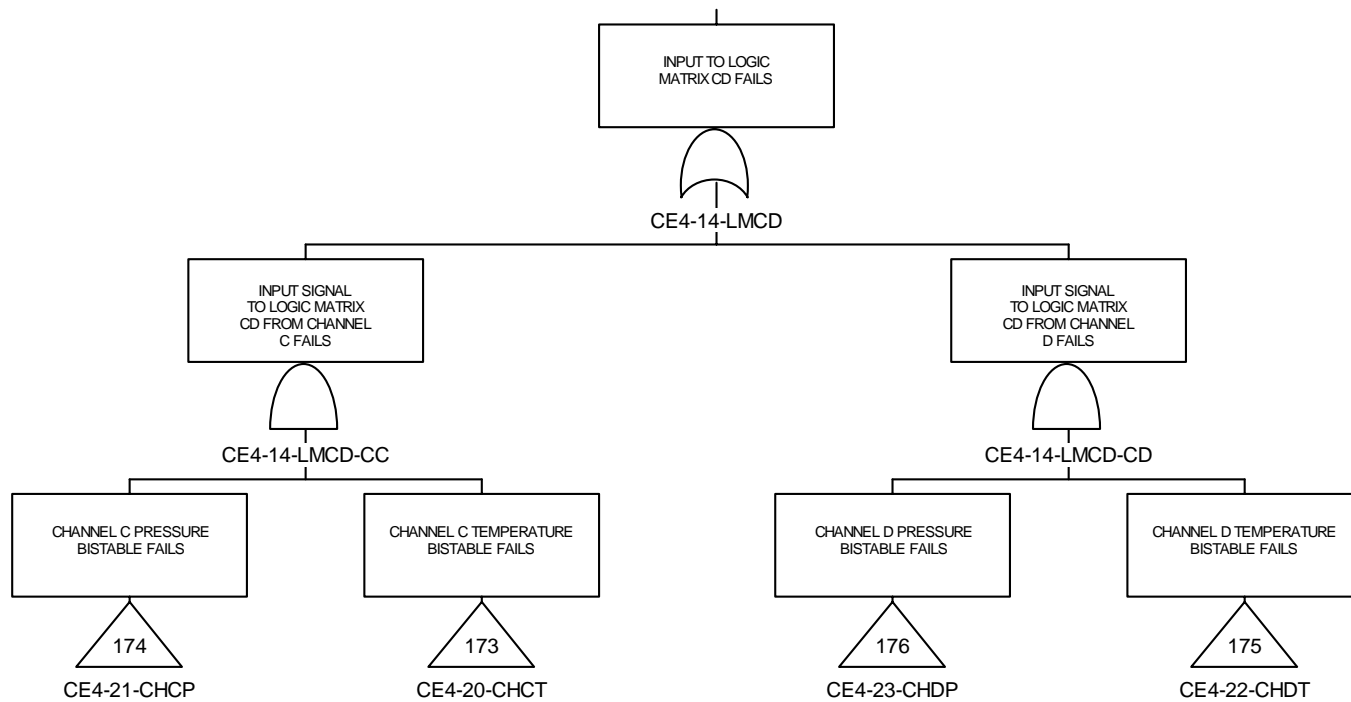 INPUT TO LOGIC
MATRIX CD FAILS
CE4-14-LMCD
INPUT SIGNAL
TO LOGIC MATRIX
CD FROM CHANNEL
C FAILS
INPUT SIGNAL
TO LOGIC MATRIX
CD FROM CHANNEL
D FAILS
CE4-14-LMCD-CC
CE4-14-LMCD-CD
CHANNEL C PRESSURE
BISTABLE FAILS
CHANNEL C TEMPERATURE
BISTABLE FAILS
CHANNEL D PRESSURE
BISTABLE FAILS
CHANNEL D TEMPERATURE
BISTABLE FAILS
174
173
176
175
CE4-21-CHCP
CE4-20-CHCT
CE4-23-CHDP
CE4-22-CHDT